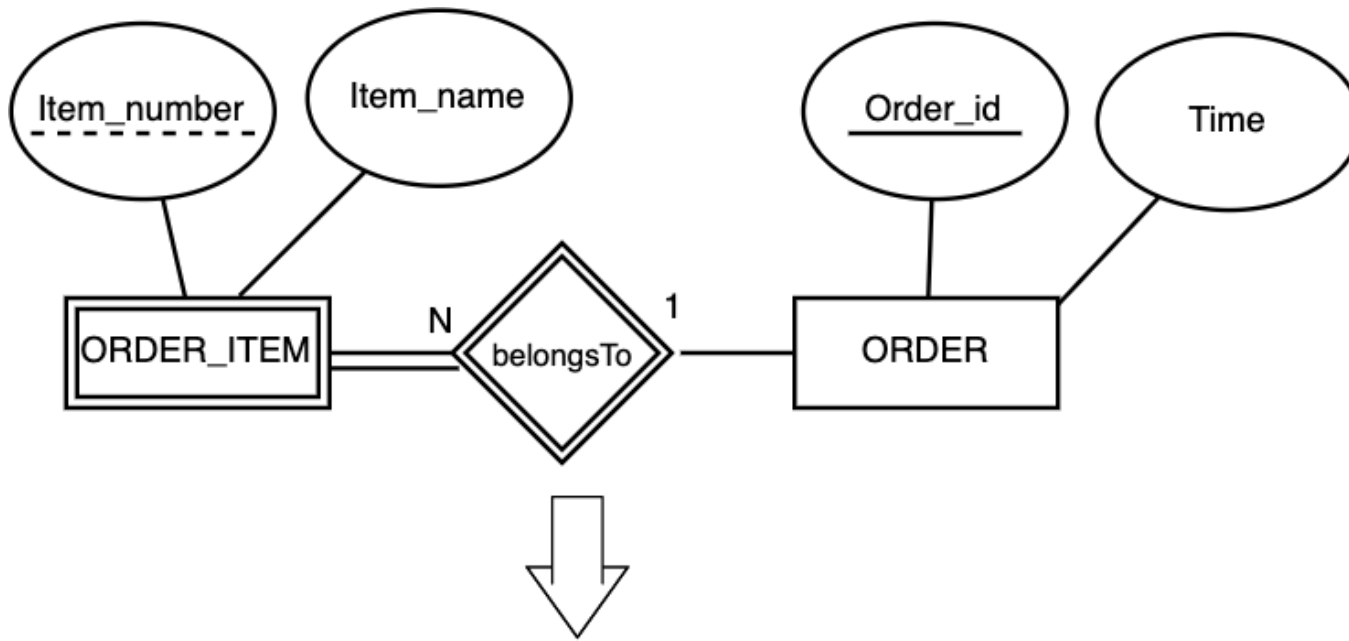 Item_number
Item_name
Order_id
Time
N
1
ORDER_ITEM
belongsTo
ORDER